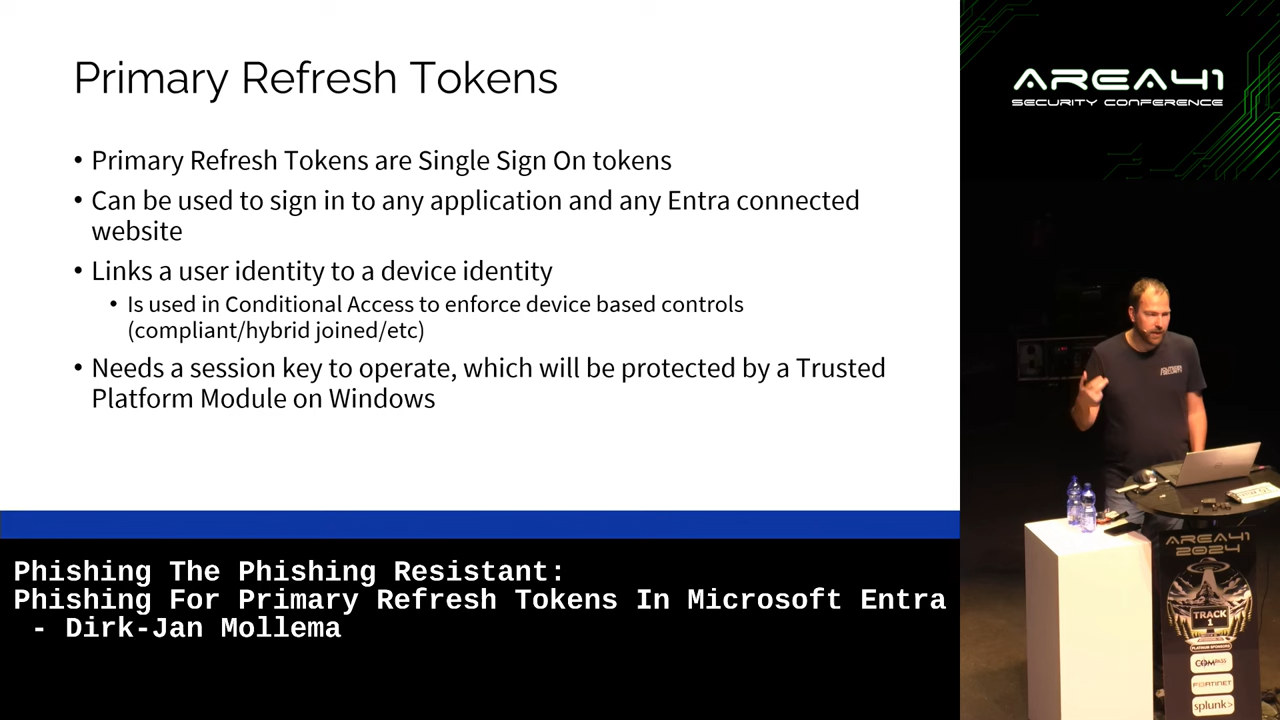 Primary Refresh Tokens
• Primary Refresh Tokens are Single Sign On tokens
• Can be used to sign in to any application and any Entra connected
website
• Links a user identity to a device identity
• Is used in Conditional Access to enforce device based controls
(compliant/hybrid joined/etc)
• Needs a session key to operate, which will be protected by a Trusted
Platform Module on Windows
Phishing The Phishing Resistant:
Phishing For Primary Refresh Tokens In Microsoft Entra
- Dirk-Jan Mollema
AREA41
SECURITY CONFERENCE
AREA41
2024
TRACK
1
PLATINUM SPONSORS
COMPASS
FORTINET
splunk>